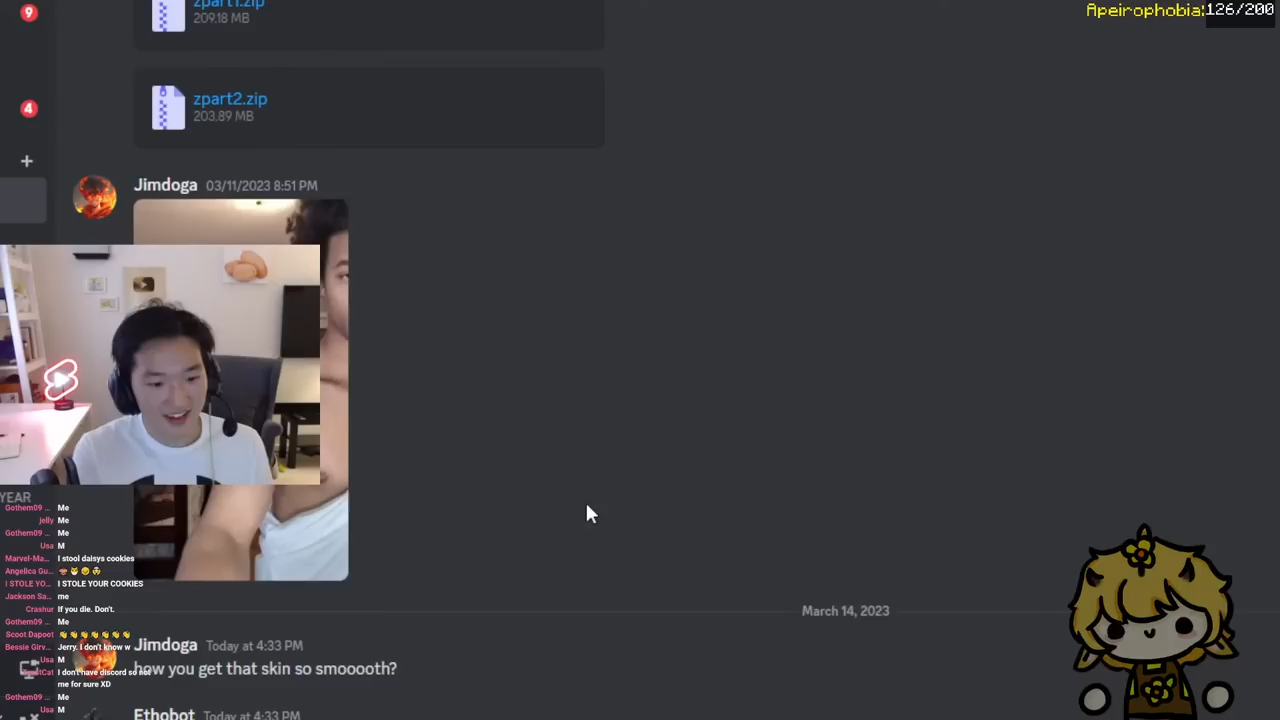 9
Apeirophobia:126/200
zpart1.zip
209.18 MB
4
zpart2.zip
203.89 MB
Jimdoga 03/11/2023 8:51 PM
YEAR
Gothem09 ... Me
jelly Me
Gothem09 ... Me
Usa M
Marvel-Ma... I stool daisys cookies
Angelica Gu...
I STOLE YO... I STOLE YOUR COOKIES
Jackson Sa... me
Crashur If you die. Don't.
Gothem09 ... Me
Scoot Dapoot
Bessie Girv... Jerry. I don't know w
Usa M
I don't have discord so not
me for sure XD
Gothem09 ... Me
Usa M
March 14, 2023
Jimdoga Today at 4:33 PM
how you get that skin so smooooth?
Ethobot Today at 4:33 PM